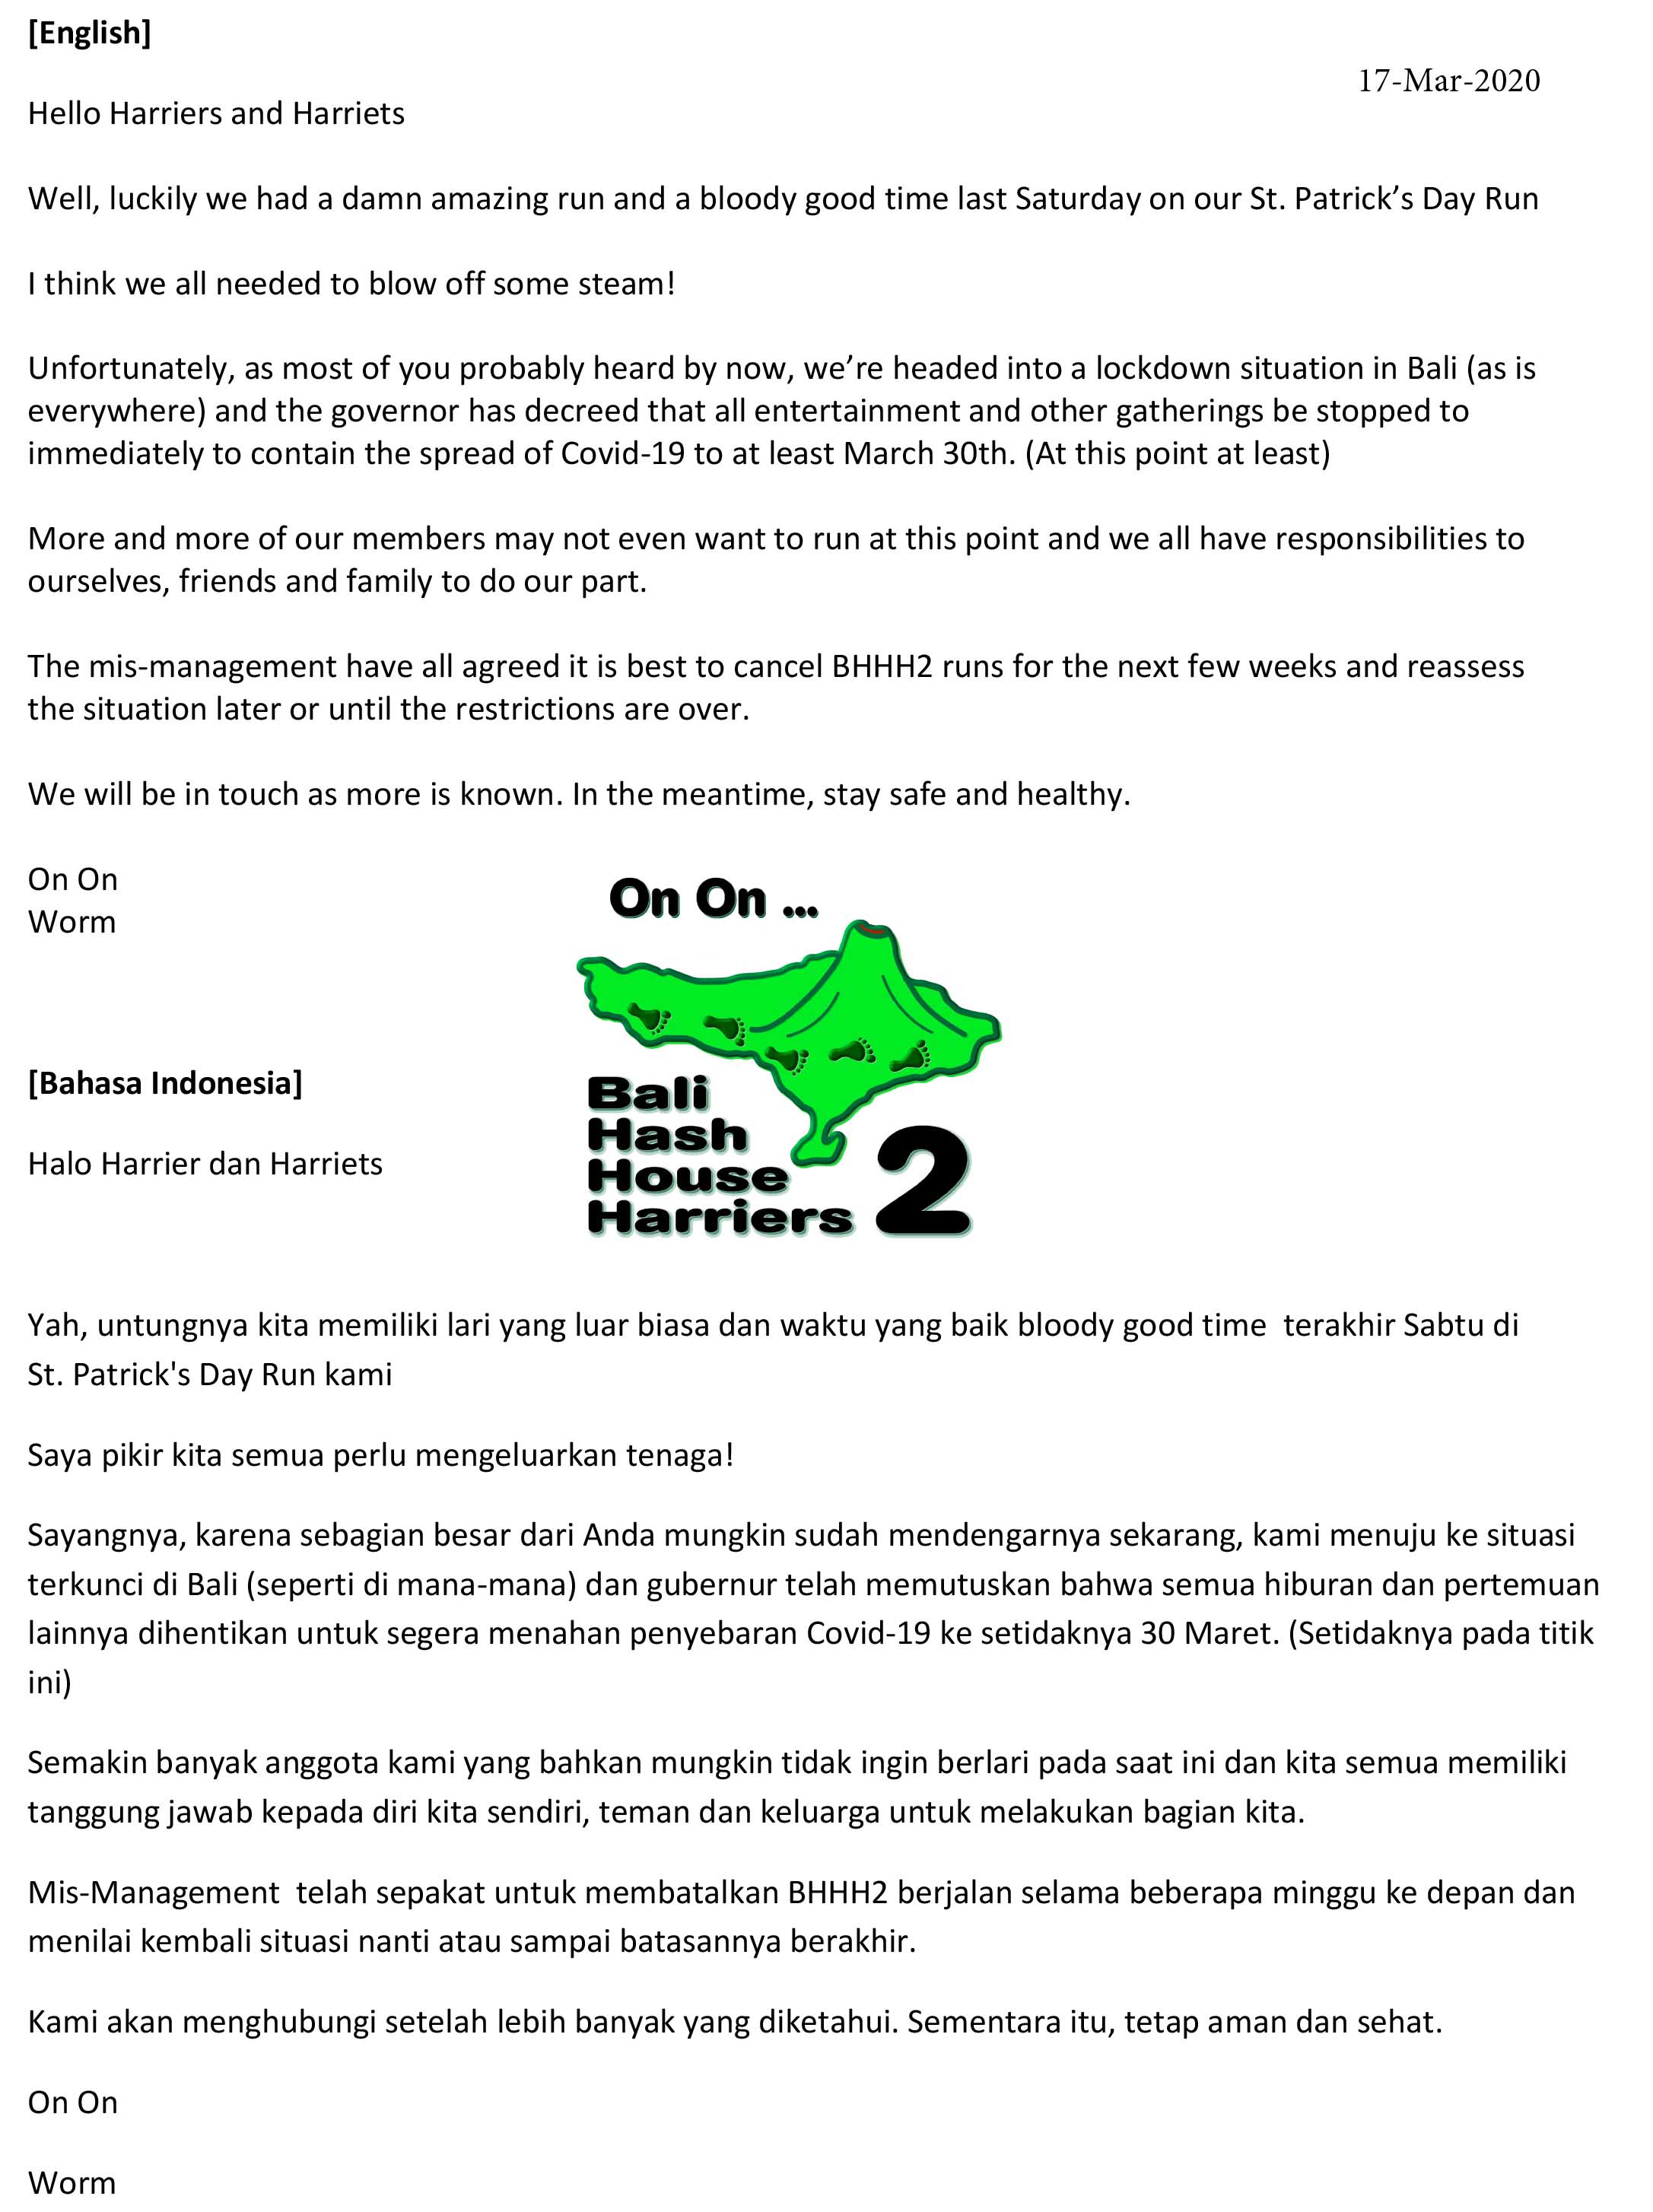 [English]
17-Mar-2020
Hello Harriers and Harriets
Well, luckily we had a damn amazing run and a bloody good time last Saturday on our St. Patrick’s Day Run
I think we all needed to blow off some steam!
Unfortunately, as most of you probably heard by now, we’re headed into a lockdown situation in Bali (as is
everywhere) and the governor has decreed that all entertainment and other gatherings be stopped to
immediately to contain the spread of Covid-19 to at least March 30th. (At this point at least)
More and more of our members may not even want to run at this point and we all have responsibilities to
ourselves, friends and family to do our part.
The mis-management have all agreed it is best to cancel BHHH2 runs for the next few weeks and reassess
the situation later or until the restrictions are over.
We will be in touch as more is known. In the meantime, stay safe and healthy.
On On
Worm
On On ...
Bali
Hash
House
Harriers 2
[Bahasa Indonesia]
Halo Harrier dan Harriets
Yah, untungnya kita memiliki lari yang luar biasa dan waktu yang baik bloody good time  terakhir Sabtu di
St. Patrick's Day Run kami
Saya pikir kita semua perlu mengeluarkan tenaga!
Sayangnya, karena sebagian besar dari Anda mungkin sudah mendengarnya sekarang, kami menuju ke situasi
terkunci di Bali (seperti di mana-mana) dan gubernur telah memutuskan bahwa semua hiburan dan pertemuan
lainnya dihentikan untuk segera menahan penyebaran Covid-19 ke setidaknya 30 Maret. (Setidaknya pada titik
ini)
Semakin banyak anggota kami yang bahkan mungkin tidak ingin berlari pada saat ini dan kita semua memiliki
tanggung jawab kepada diri kita sendiri, teman dan keluarga untuk melakukan bagian kita.
Mis-Management  telah sepakat untuk membatalkan BHHH2 berjalan selama beberapa minggu ke depan dan
menilai kembali situasi nanti atau sampai batasannya berakhir.
Kami akan menghubungi setelah lebih banyak yang diketahui. Sementara itu, tetap aman dan sehat.
On On
Worm